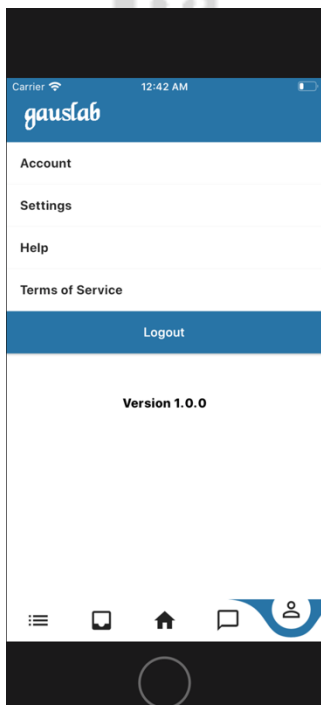 Carrier 12:42 AM
gauslab
Account
Settings
Help
Terms of Service
Logout
Version 1.0.0